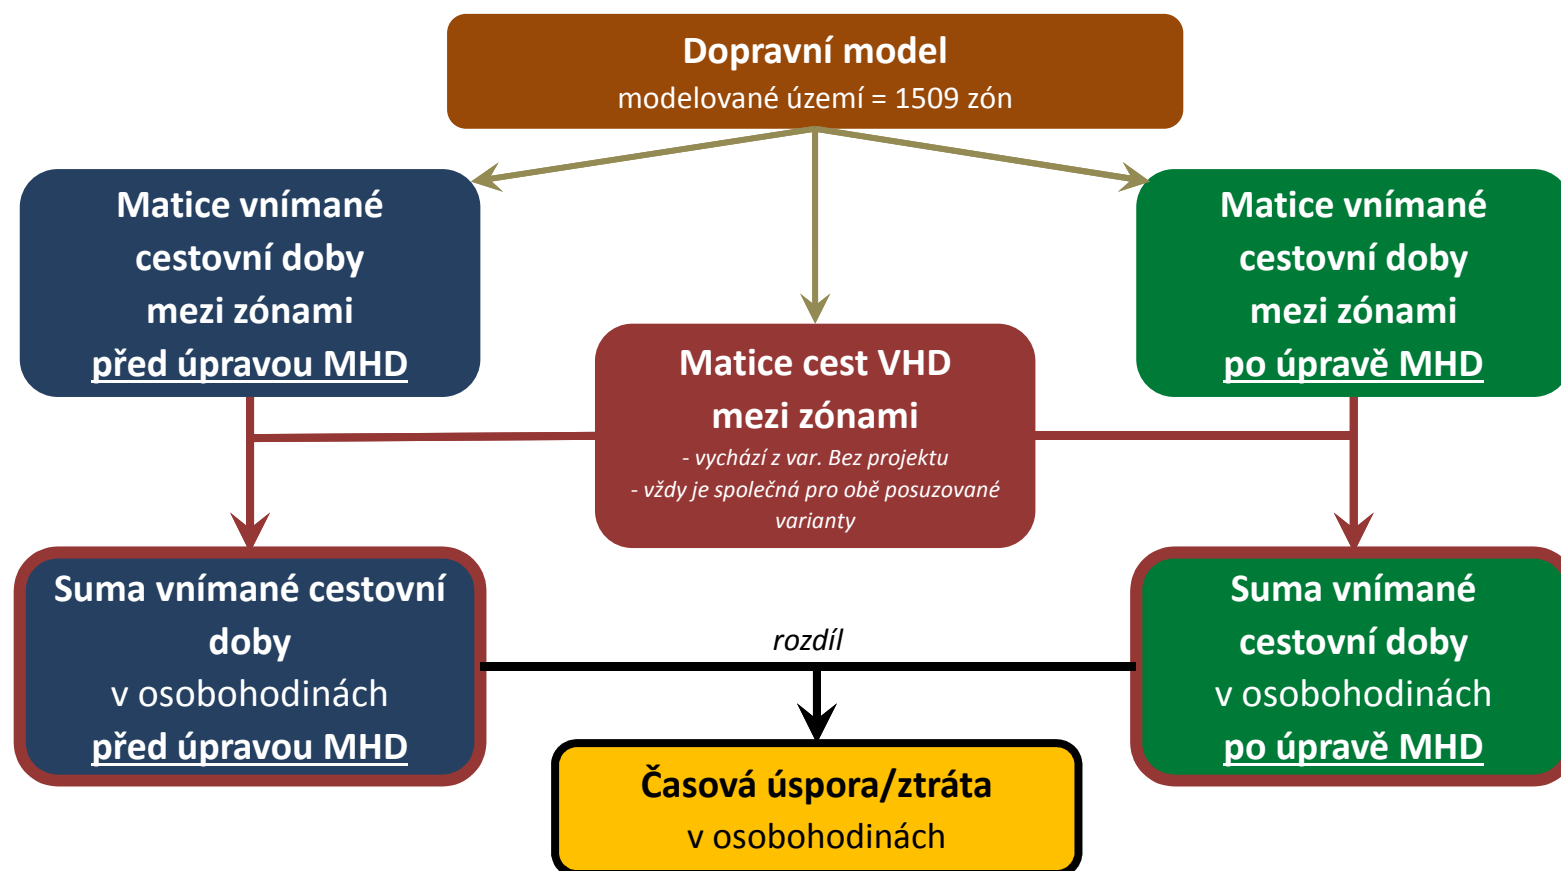 Dopravní model
modelované území = 1509 zón
Matice vnímané
cestovní doby
mezi zónami
před úpravou MHD
Matice cest VHD
mezi zónami
- vychází z var. Bez projektu
- vždy je společná pro obě posuzované
varianty
Matice vnímané
cestovní doby
mezi zónami
po úpravě MHD
Suma vnímané cestovní
doby
v osobohodinách
před úpravou MHD
rozdíl
Suma vnímané
cestovní doby
v osobohodinách
po úpravě MHD
Časová úspora/ztráta
v osobohodinách